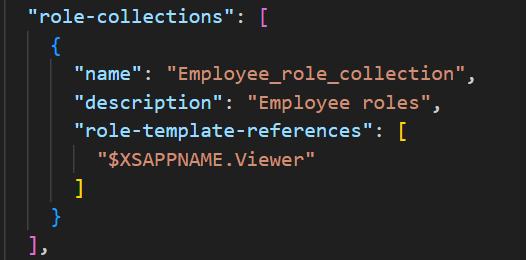 "role-collections": [
{
"name": "Employee_role_collection",
"description": "Employee roles",
"role-template-references": [
"$XSAPPNAME.Viewer"
]
}
],